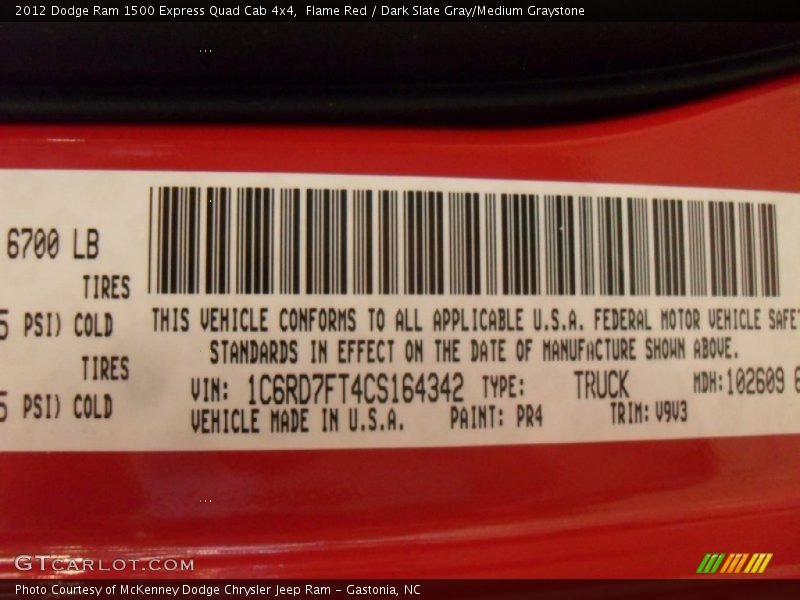 2012 Dodge Ram 1500 Express Quad Cab 4x4, Flame Red / Dark Slate Gray/Medium Graystone
6700 LB
TIRES
5 PSI) COLD
TIRES
5 PSI) COLD
THIS VEHICLE CONFORMS TO ALL APPLICABLE U.S.A. FEDERAL MOTOR VEHICLE SAFET
STANDARDS IN EFFECT ON THE DATE OF MANUFACTURE SHOWN ABOVE.
VIN: 1C6RD7FT4CS164342 TYPE: TRUCK MDH:102609 6
VEHICLE MADE IN U.S.A. PAINT: PR4 TRIM: V9V3
GTCARLOT.COM
Photo Courtesy of McKenney Dodge Chrysler Jeep Ram - Gastonia, NC